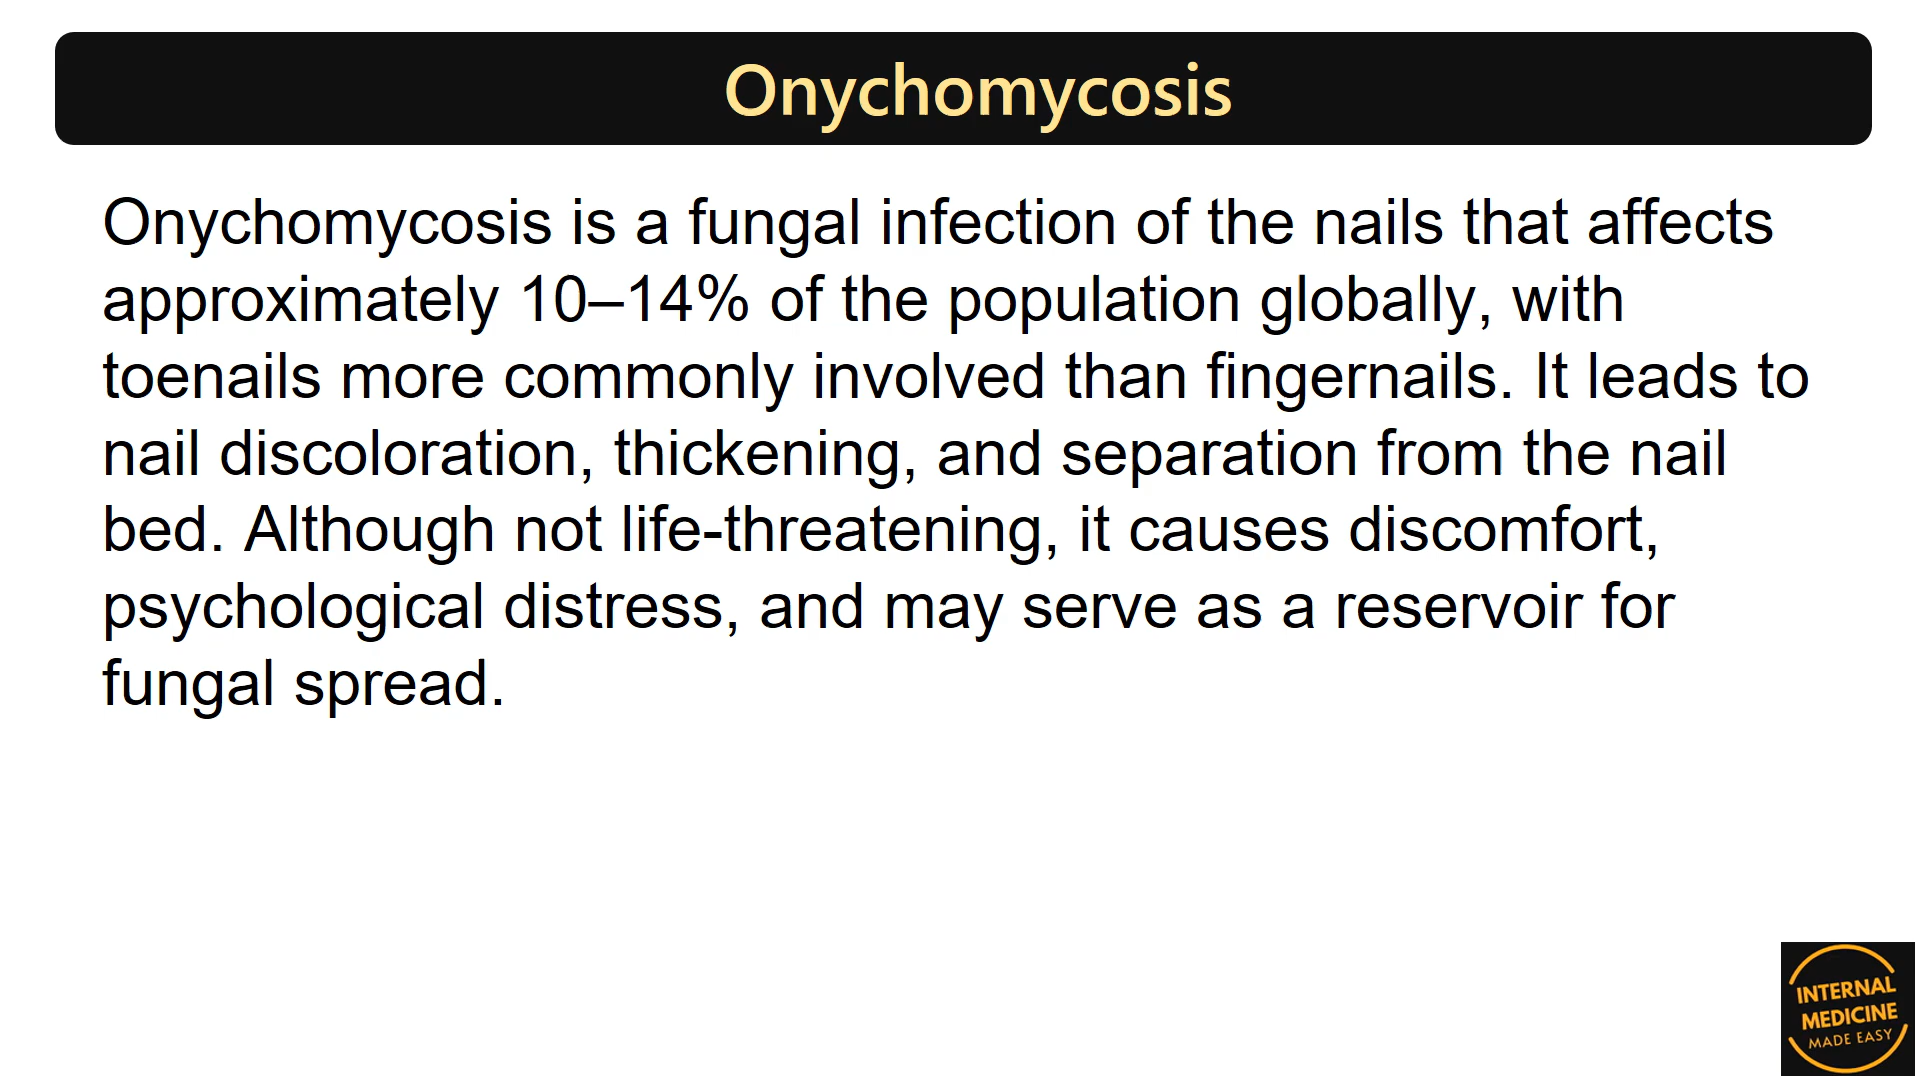 Onychomycosis
Onychomycosis is a fungal infection of the nails that affects
approximately 10–14% of the population globally, with
toenails more commonly involved than fingernails. It leads to
nail discoloration, thickening, and separation from the nail
bed. Although not life-threatening, it causes discomfort,
psychological distress, and may serve as a reservoir for
fungal spread.
INTERNAL
MEDICINE
MADE EASY